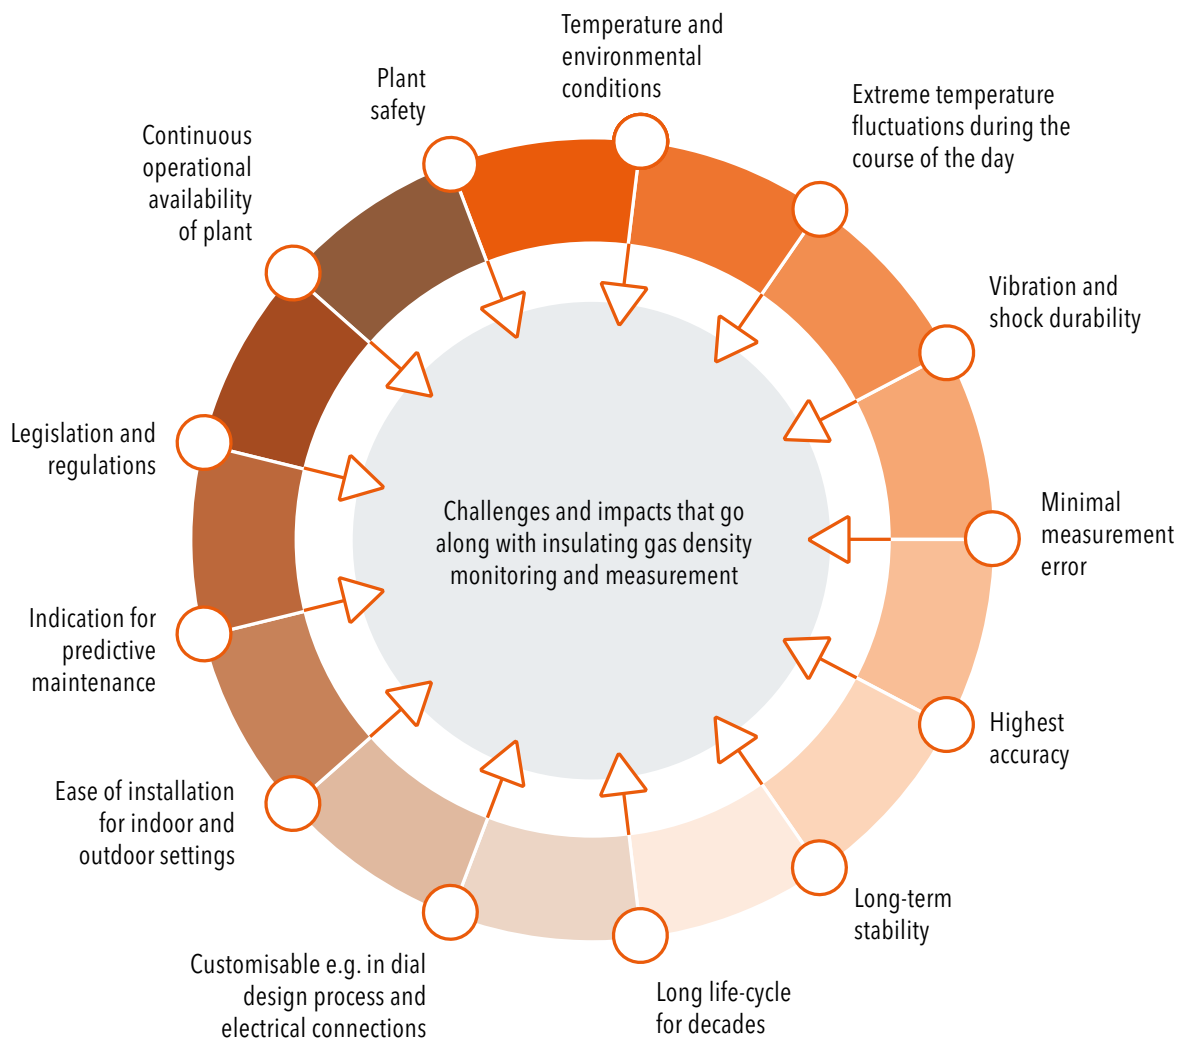 Temperature and
environmental
conditions
Extreme temperature
fluctuations during the
course of the day
Vibration and
shock durability
Minimal
measurement
error
Highest
accuracy
Long-term
stability
Long life-cycle
for decades
Customisable e.g. in dial
design process and
electrical connections
Ease of installation
for indoor and
outdoor settings
Indication for
predictive
maintenance
Legislation and
regulations
Continuous
operational
availability
of plant
Plant
safety
Challenges and impacts that go
along with insulating gas density
monitoring and measurement